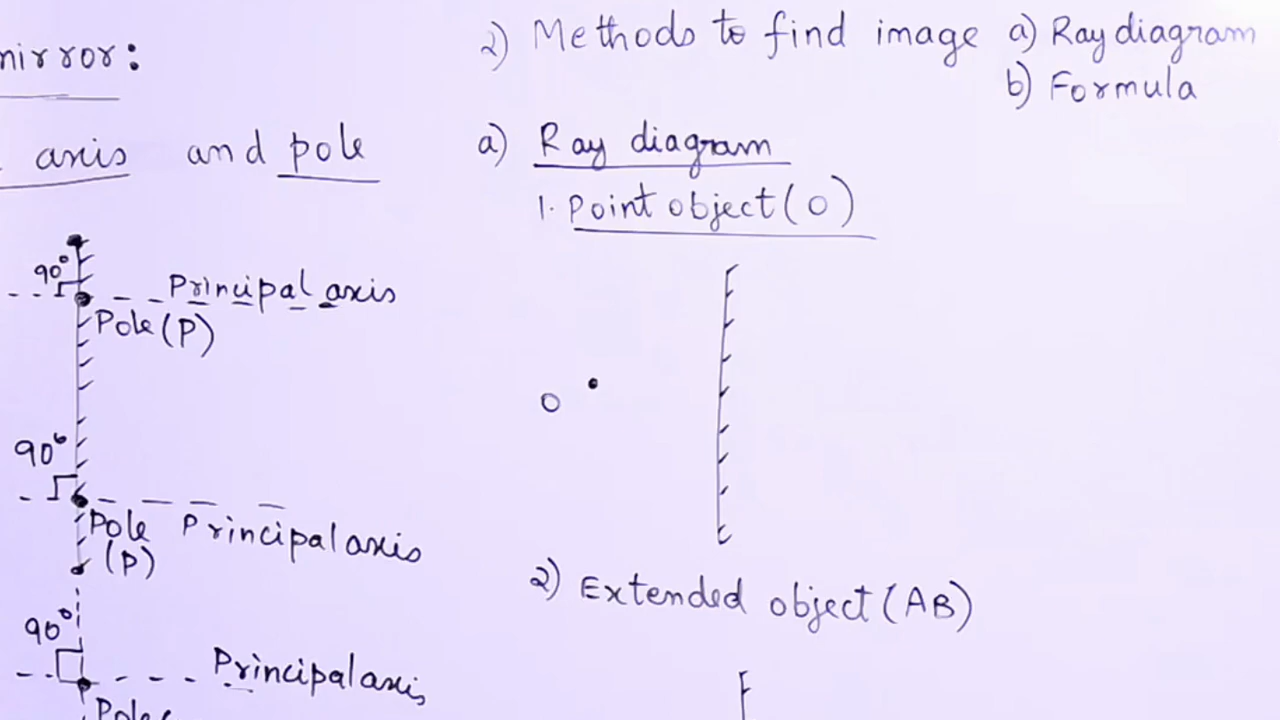 mirror:
axis and pole
90°
Principal axis
Pole (P)
90°
Pole Principal axis
(P)
90°
Principal axis
Pole
2) Methods to find image a) Ray diagram
b) Formula
a) Ray diagram
1. Point object (O)
O
2) Extended object (AB)